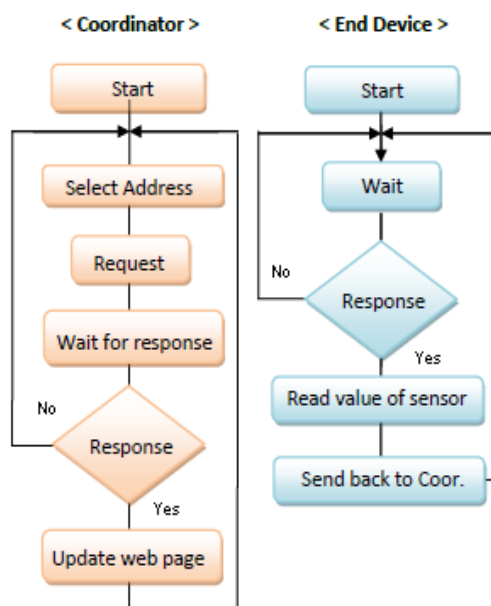 < Coordinator >
Start
Select Address
Request
Wait for response
No
Response
Yes
Update web page
< End Device >
Start
Wait
No
Response
Yes
Read value of sensor
Send back to Coor.